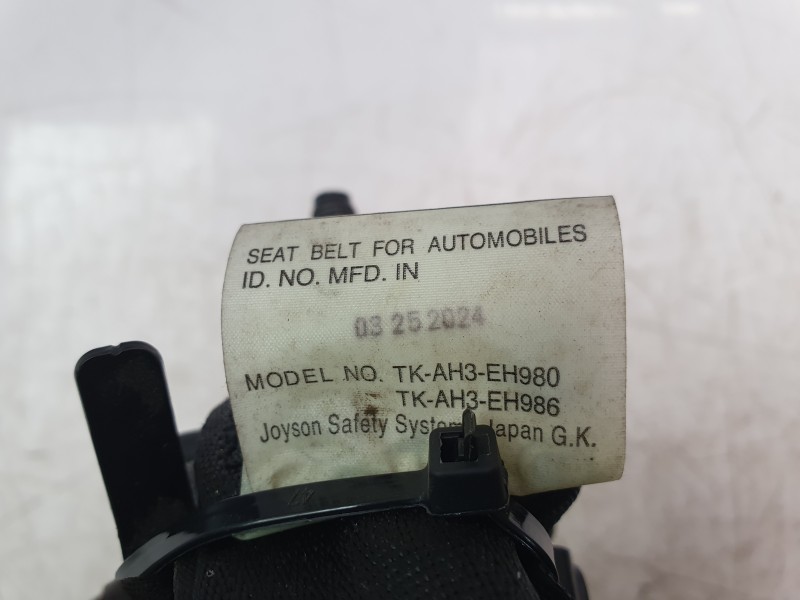 SEAT BELT FOR AUTOMOBILES
ID. NO. MFD. IN
03 25 2024
MODEL NO. TK-AH3-EH980
TK-AH3-EH986
Joyson Safety Japan G.K.